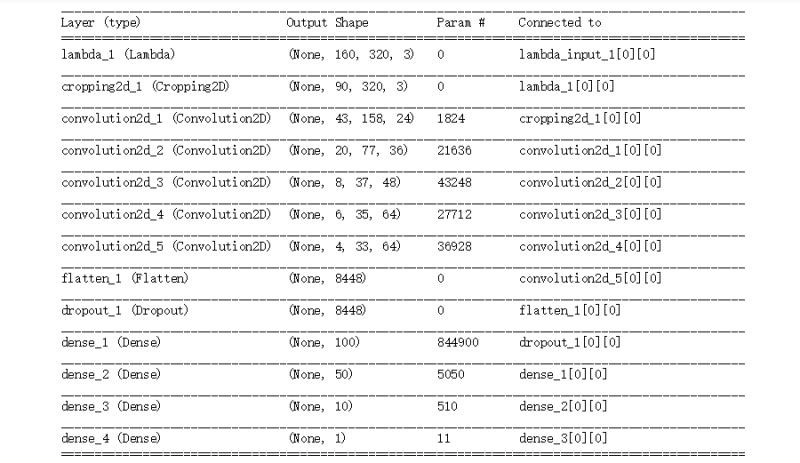 Layer (type) Output Shape Param # Connected to
lambda_1 (Lambda) (None, 160, 320, 3) 0 lambda_input_1[0][0]
cropping2d_1 (Cropping2D) (None, 90, 320, 3) 0 lambda_1[0][0]
convolution2d_1 (Convolution2D) (None, 43, 158, 24) 1824 cropping2d_1[0][0]
convolution2d_2 (Convolution2D) (None, 20, 77, 36) 21636 convolution2d_1[0][0]
convolution2d_3 (Convolution2D) (None, 8, 37, 48) 43248 convolution2d_2[0][0]
convolution2d_4 (Convolution2D) (None, 6, 35, 64) 27712 convolution2d_3[0][0]
convolution2d_5 (Convolution2D) (None, 4, 33, 64) 36928 convolution2d_4[0][0]
flatten_1 (Flatten) (None, 8448) 0 convolution2d_5[0][0]
dropout_1 (Dropout) (None, 8448) 0 flatten_1[0][0]
dense_1 (Dense) (None, 100) 844900 dropout_1[0][0]
dense_2 (Dense) (None, 50) 5050 dense_1[0][0]
dense_3 (Dense) (None, 10) 510 dense_2[0][0]
dense_4 (Dense) (None, 1) 11 dense_3[0][0]